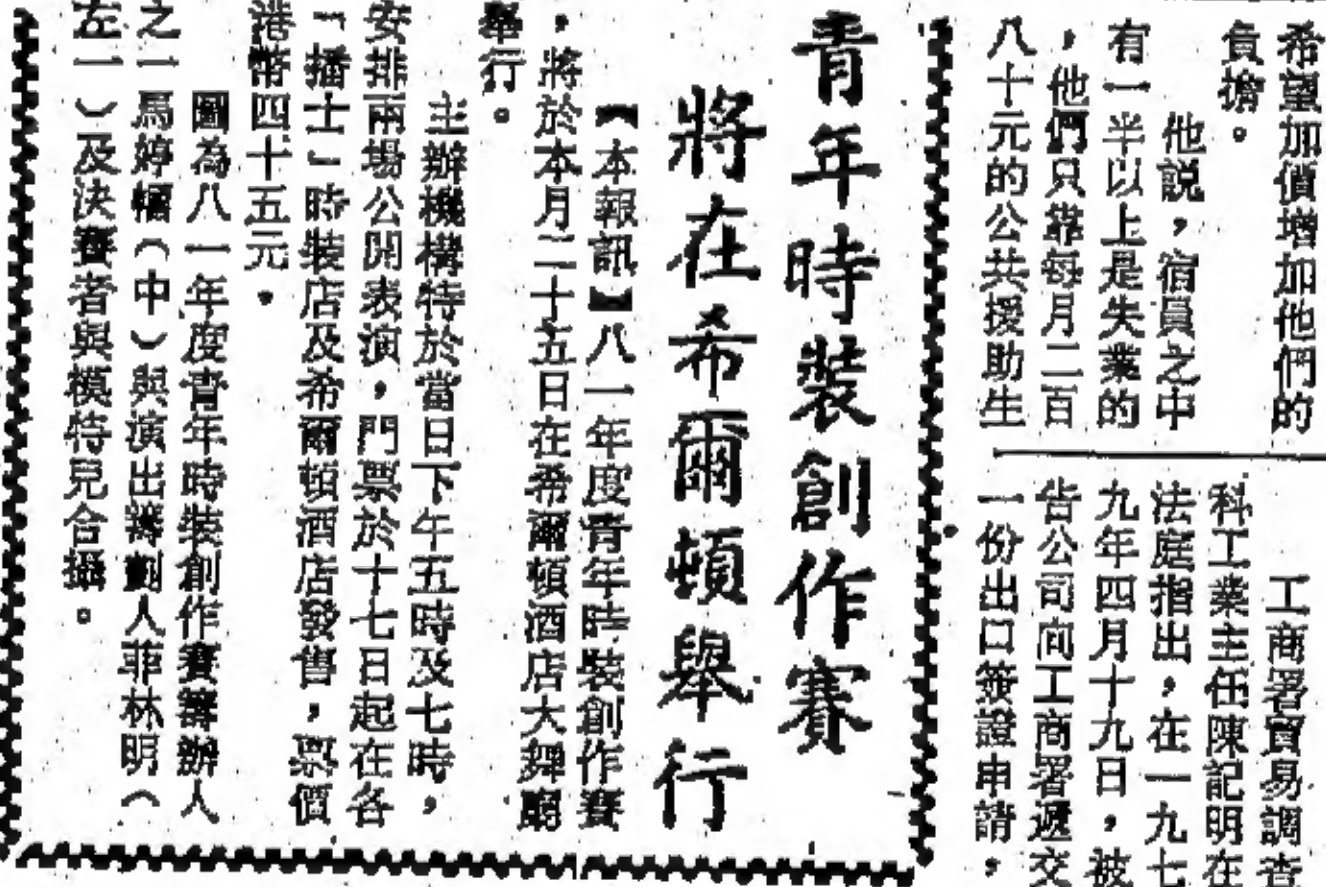 希望加價增加他們的
負擔。
他說,宿員之中
有一半以上是失業的
,他們只靠每月二百
八十元的公共援助生
工商署貿易調查
科工業主任陳記明在
法庭指出,在一九七
九年四月十九日,被
告公司向工商署遞交
一份出口簽證申請,
青年時裝創作賽
將在希爾頓舉行
【本報訊】八一年度青年時裝創作賽
,將於本月二十五日在希爾頓酒店大舞廳
舉行。
主辦機構特於當日下午五時及七時,
安排兩場公開表演,門票於十七日起在各
「播士」時裝店及希爾頓酒店發售,票價
港幣四十五元。
圖為八一年度青年時裝創作賽籌辦人
之一馬婷(中)與演出籌劃人菲林明(
左一)及決賽者與模特兒合攝。